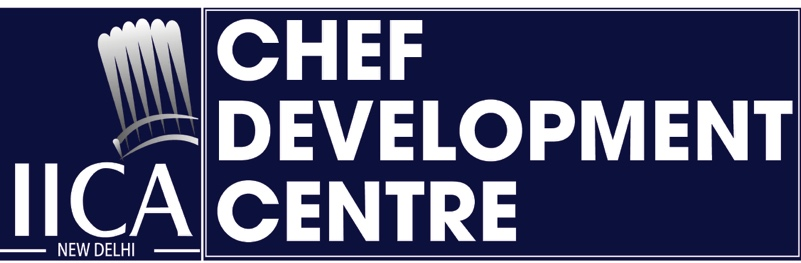 IICA
NEW DELHI
CHEF
DEVELOPMENT
CENTRE